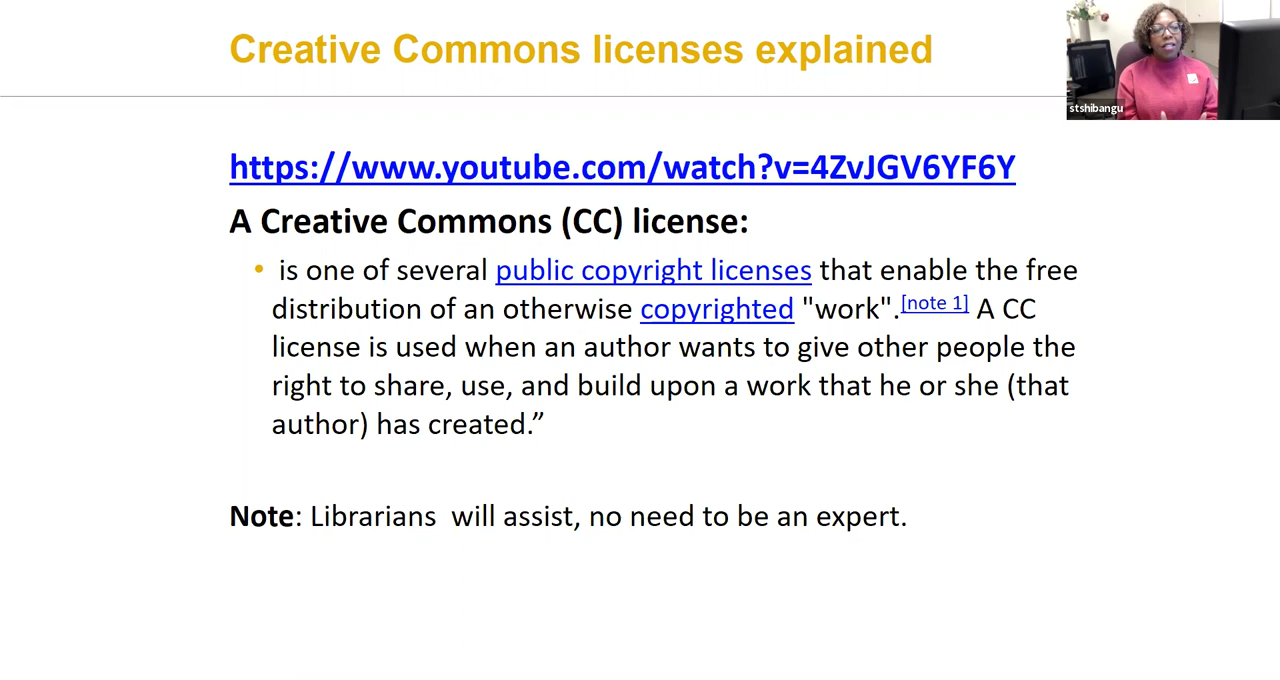 Creative Commons licenses explained
stshibangu
https://www.youtube.com/watch?v=4ZvJGV6YF6Y
A Creative Commons (CC) license:
• is one of several public copyright licenses that enable the free
distribution of an otherwise copyrighted "work".[note 1] A CC
license is used when an author wants to give other people the
right to share, use, and build upon a work that he or she (that
author) has created.”
Note: Librarians  will assist, no need to be an expert.